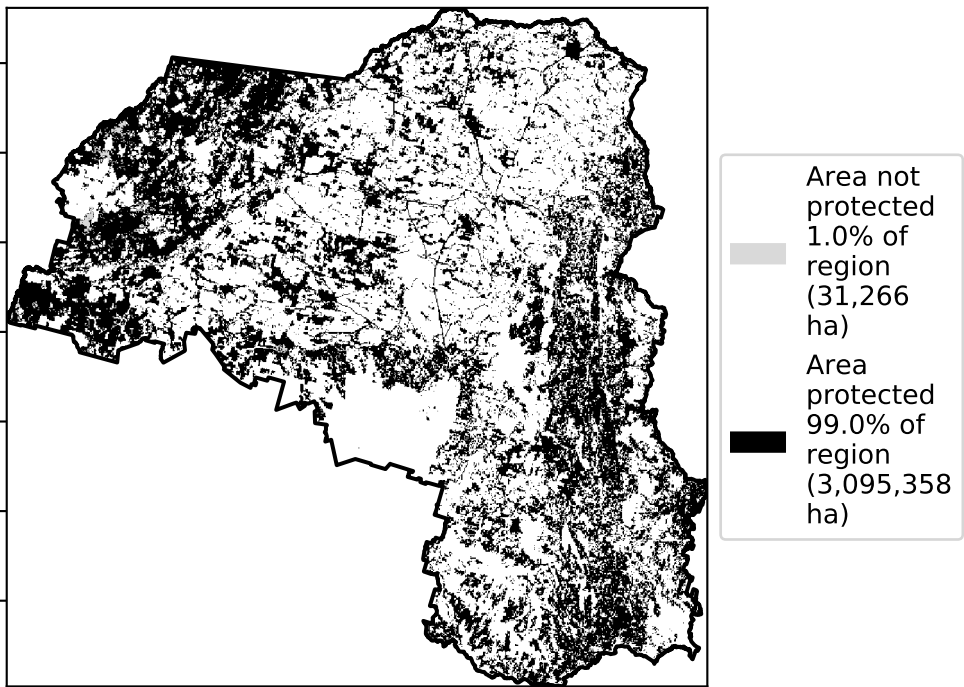 Area not
protected
1.0% of
region
(31,266
ha)
Area
protected
99.0% of
region
(3,095,358
ha)